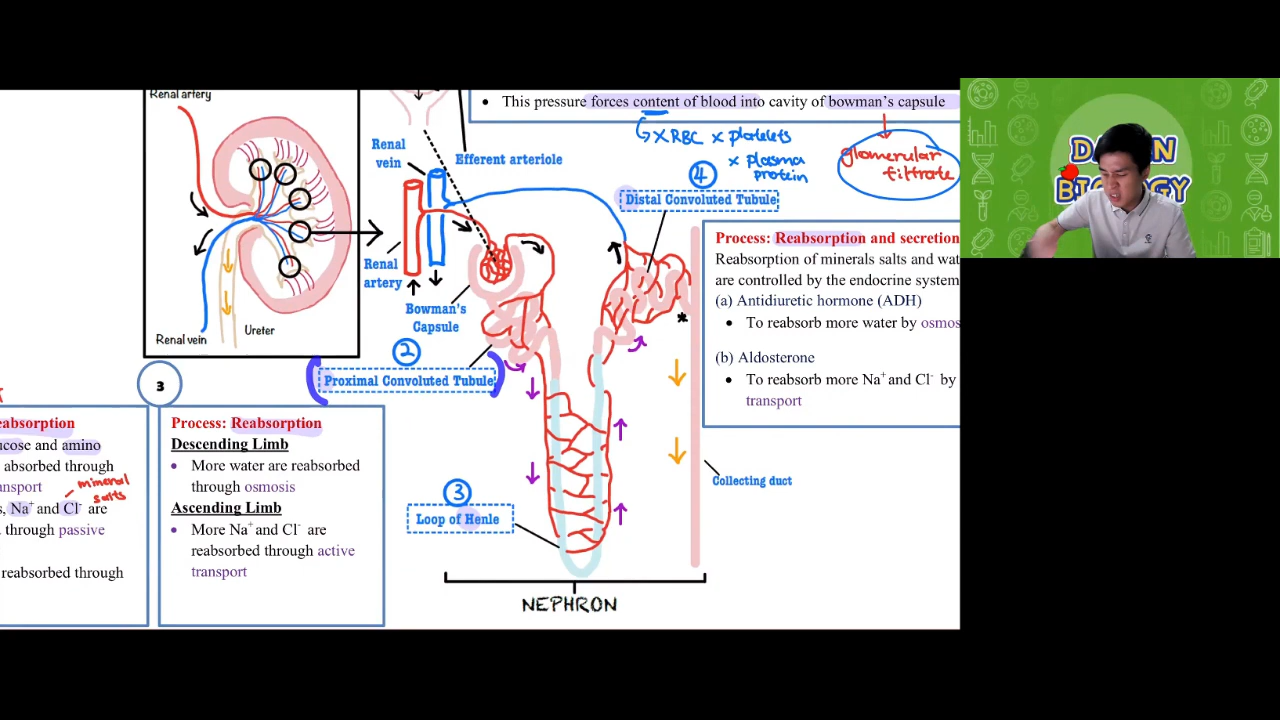 Renal artery
Renal vein
Ureter
• This pressure forces content of blood into cavity of bowman's capsule
x RBC x platelets
x plasma
protein
glomerular
filtrate
Efferent arteriole
Renal
vein
Renal
artery
Bowman's
Capsule
2
Proximal Convoluted Tubule
4
Distal Convoluted Tubule
Process: Reabsorption and secretion
Reabsorption of minerals salts and wat
are controlled by the endocrine system
(a) Antidiuretic hormone (ADH)
• To reabsorb more water by osmos
(b) Aldosterone
• To reabsorb more Na+ and Cl- by
transport
*
Collecting duct
3
Loop of Henle
NEPHRON
eabsorption
ucose and amino
absorbed through
ansport
mineral
salts
s, Na+ and Cl- are
through passive
reabsorbed through
3
Process: Reabsorption
Descending Limb
• More water are reabsorbed
through osmosis
Ascending Limb
• More Na+ and Cl- are
reabsorbed through active
transport
BIOLOGY